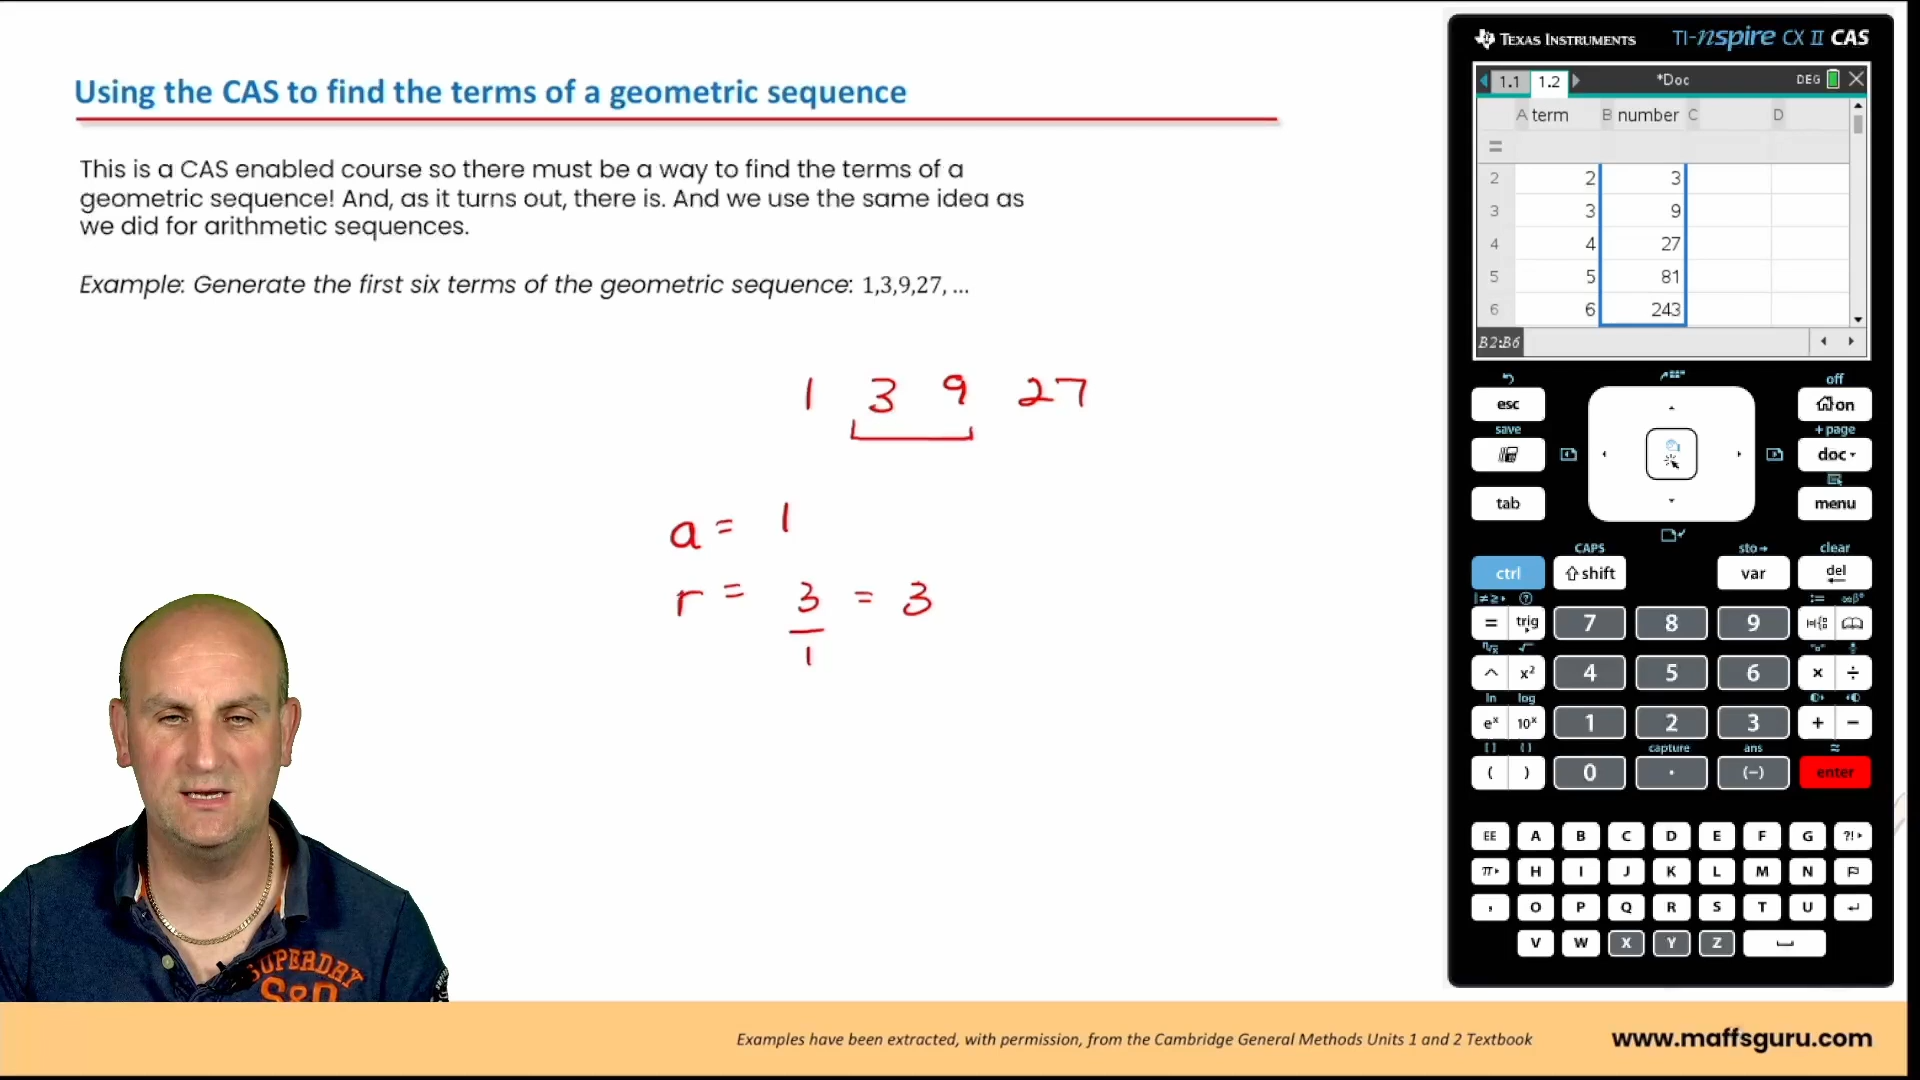 Using the CAS to find the terms of a geometric sequence
This is a CAS enabled course so there must be a way to find the terms of a
geometric sequence! And, as it turns out, there is. And we use the same idea as
we did for arithmetic sequences.
Example: Generate the first six terms of the geometric sequence: 1,3,9,27, ...
1 3 9 27
a = 1
r = 3/1 = 3
SUPERDRY
S&D
Examples have been extracted, with permission, from the Cambridge General Methods Units 1 and 2 Textbook
www.maffsguru.com
TEXAS INSTRUMENTS TI-nspire CX II CAS
1.1 1.2 *Doc DEG
A term B number C D
=
2 2 3
3 3 9
4 4 27
5 5 81
6 6 243
B2:B6
off
esc on
save + page
doc
tab menu
CAPS sto→ clear
ctrl shift var del
= trig 7 8 9
^ x² 4 5 6 × ÷
ln log
eˣ 10ˣ 1 2 3 + −
[ ] { } capture ans ≈
( ) 0 . (−) enter
EE A B C D E F G ?!▸
π▸ H I J K L M N
, O P Q R S T U
V W X Y Z